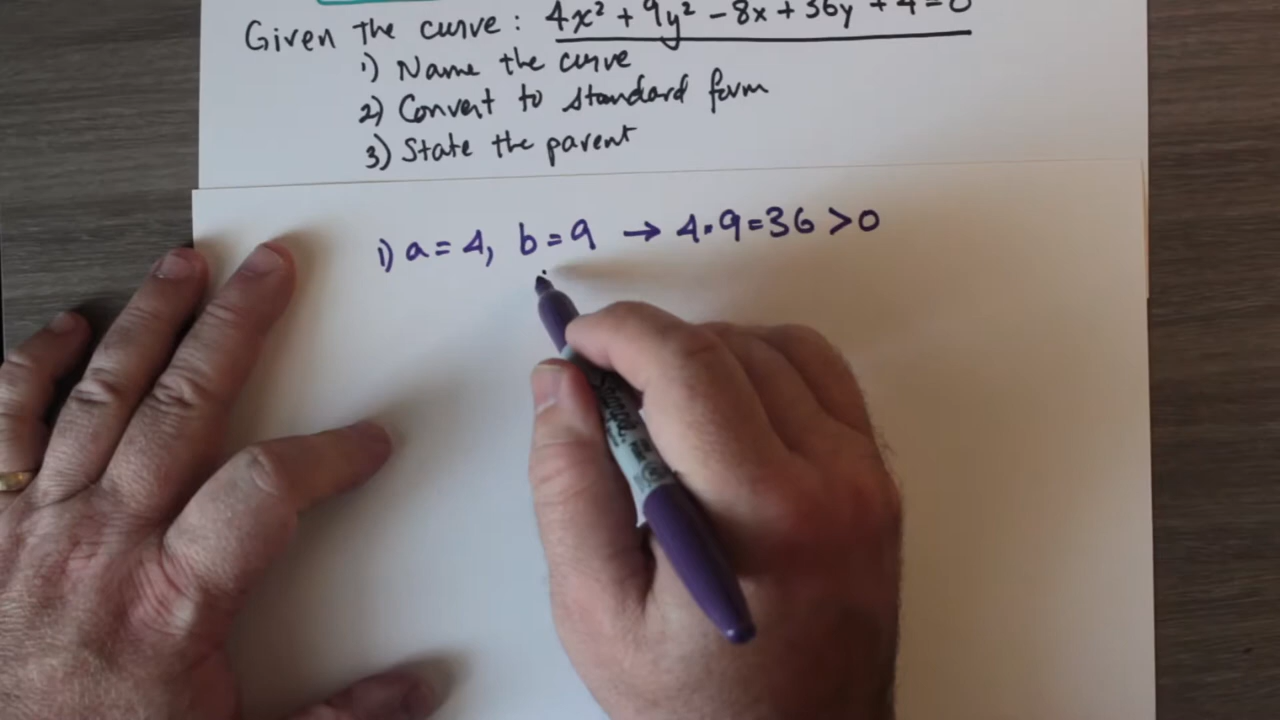 Given the curve: 4x² + 9y² - 8x + 36y + 4 = 0
1) Name the curve
2) Convert to standard form
3) State the parent
1) a = 4, b = 9 → 4·9 = 36 > 0
Sharpie